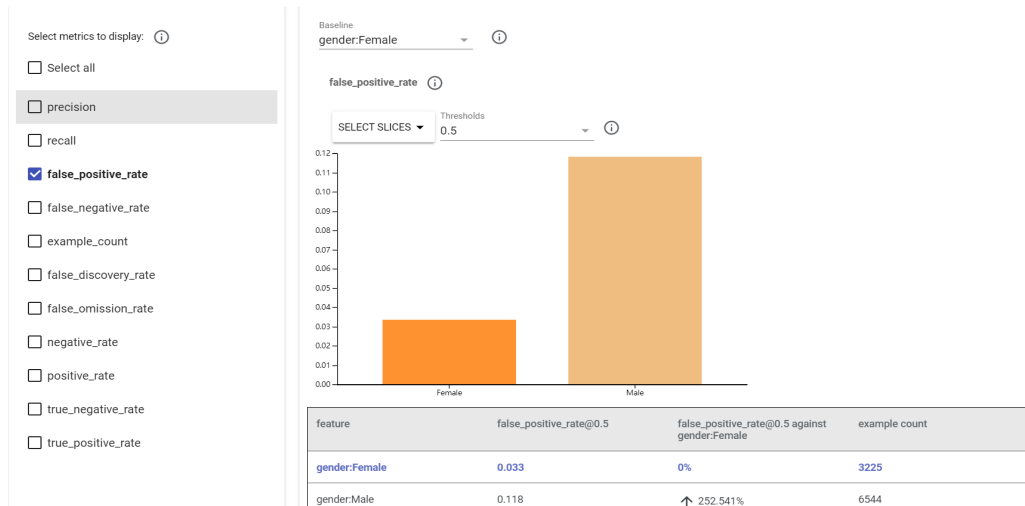 Select metrics to display:
Select all
precision
recall
false_positive_rate
false_negative_rate
example_count
false_discovery_rate
false_omission_rate
negative_rate
positive_rate
true_negative_rate
true_positive_rate
Baseline
gender:Female
false_positive_rate
SELECT SLICES
Thresholds
0.5
0.12
0.11
0.10
0.09
0.08
0.07
0.06
0.05
0.04
0.03
0.02
0.01
0.00
Female Male
feature false_positive_rate@0.5 false_positive_rate@0.5 against example count
gender:Female
gender:Female 0.033 0% 3225
gender:Male 0.118 252.541% 6544